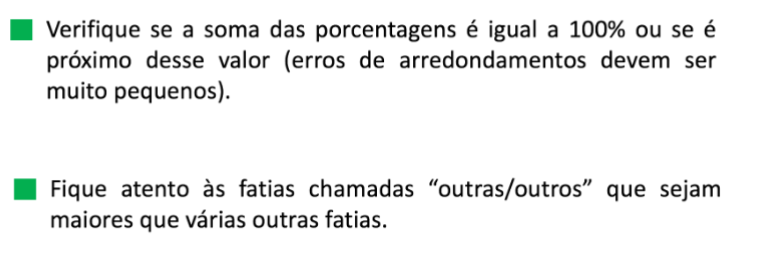 Verifique se a soma das porcentagens é igual a 100% ou se é
próximo desse valor (erros de arredondamentos devem ser
muito pequenos).
Fique atento às fatias chamadas “outras/outros” que sejam
maiores que várias outras fatias.